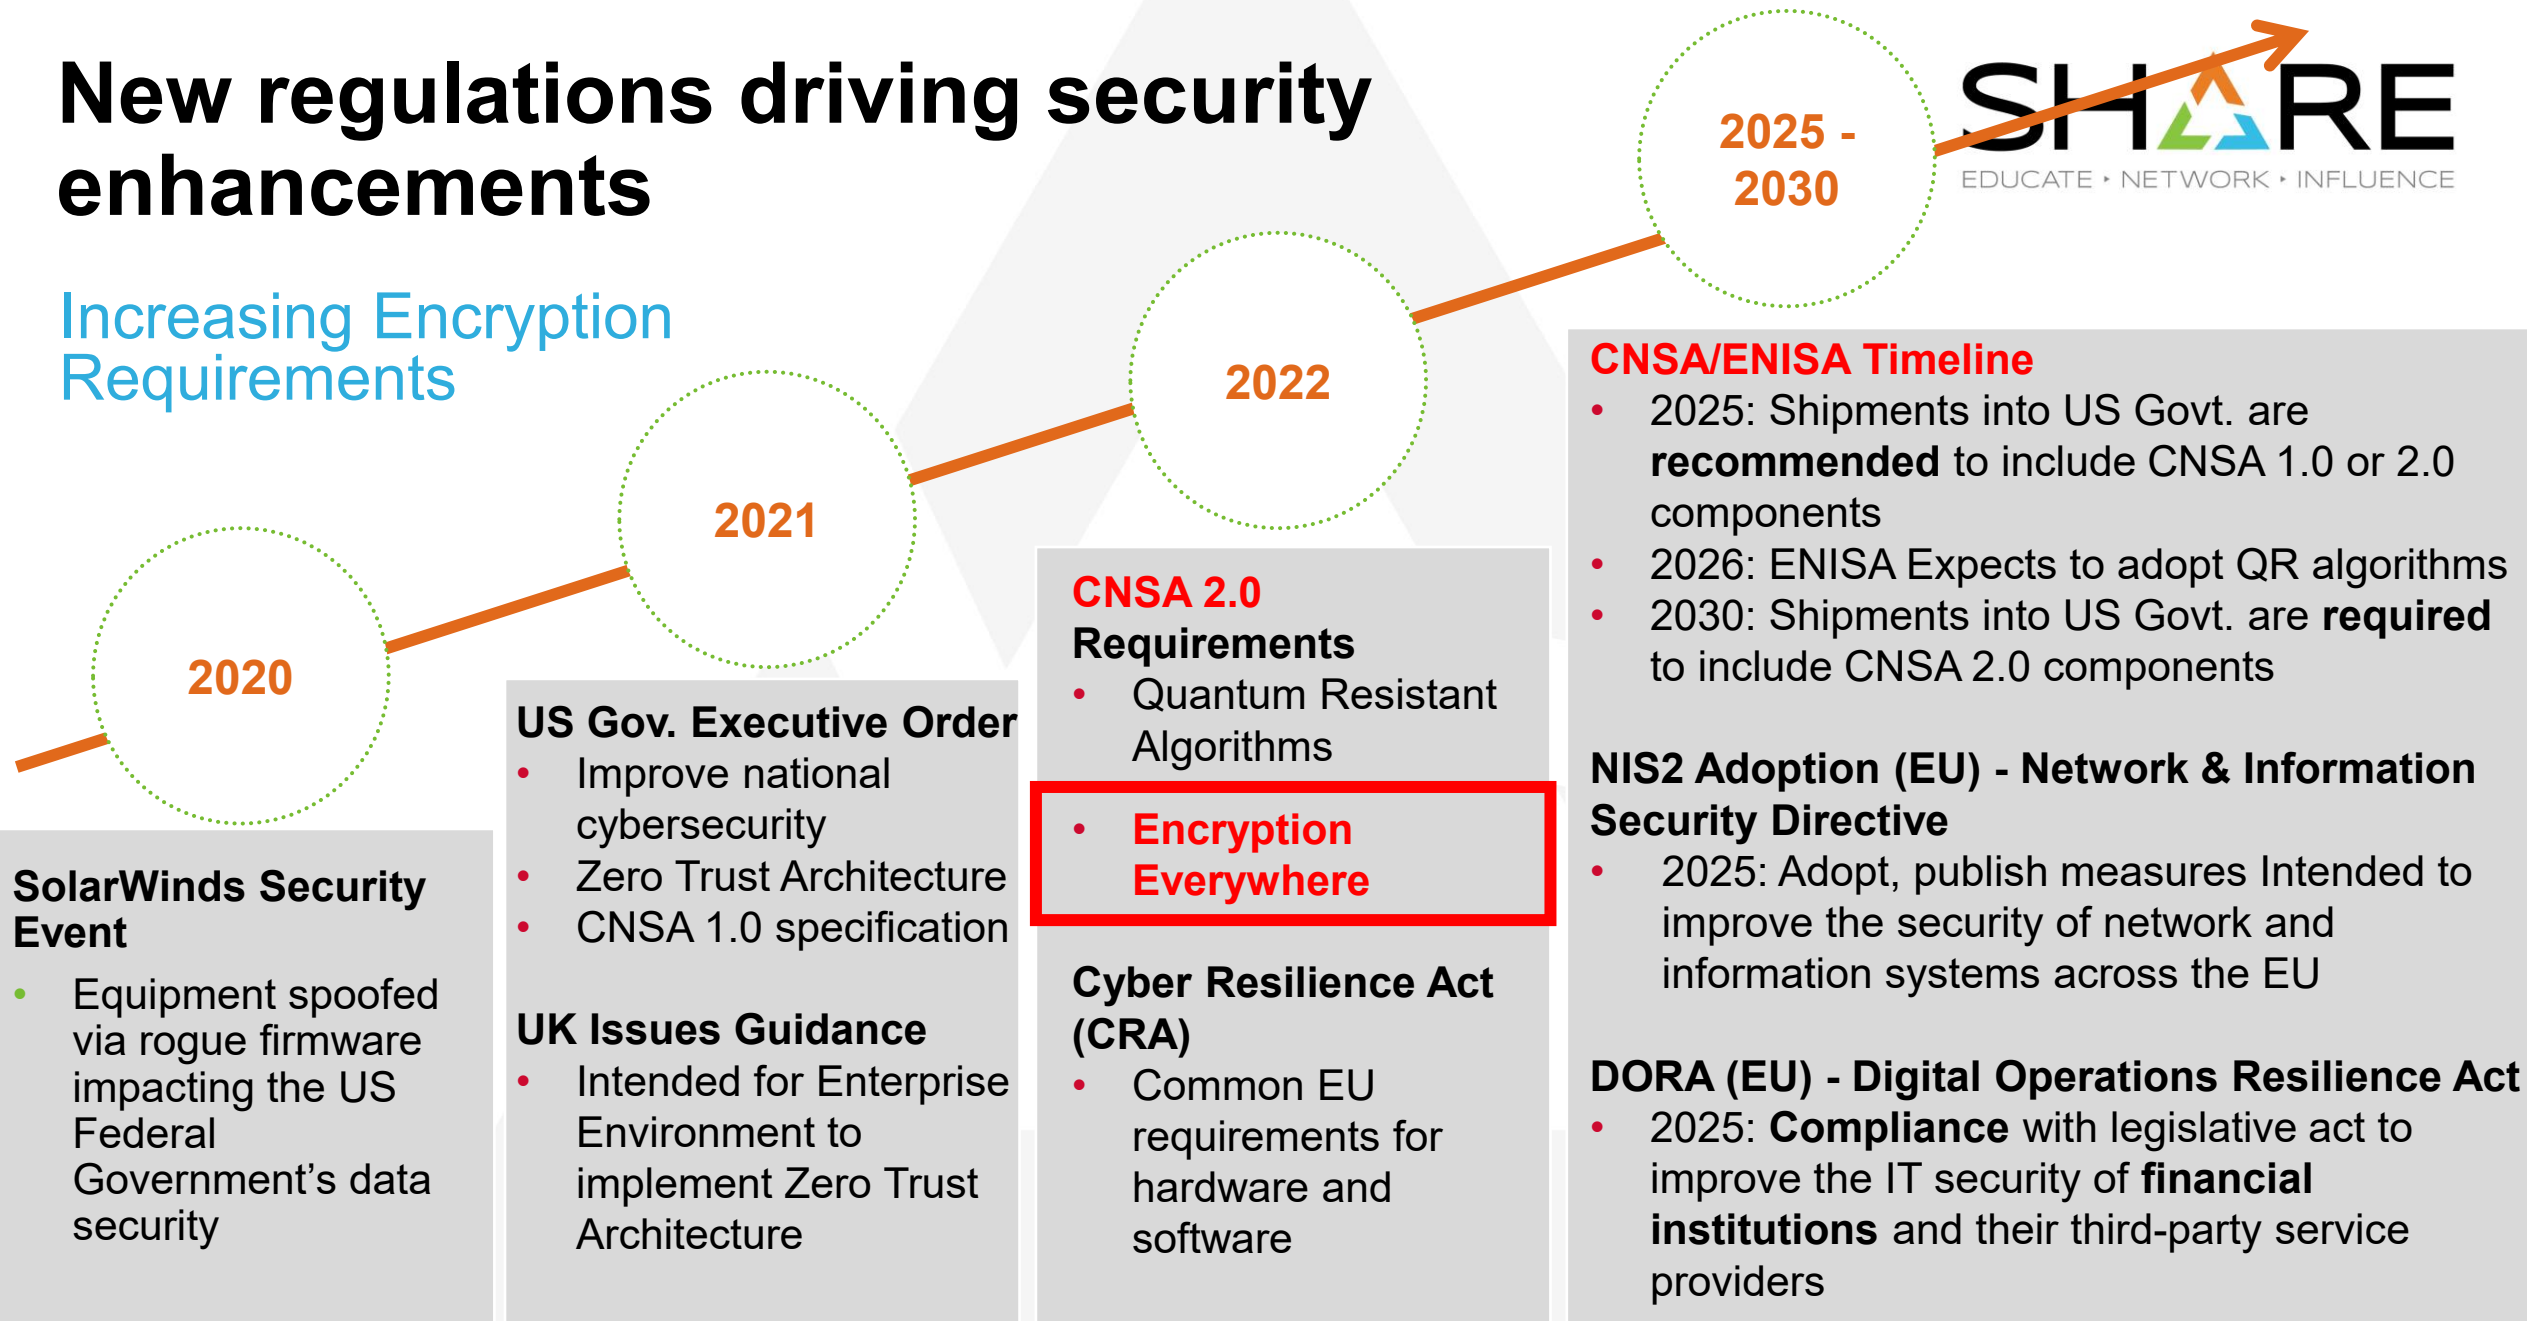 New regulations driving security
enhancements
Increasing Encryption
Requirements
SHARE
EDUCATE ‣ NETWORK ‣ INFLUENCE
2020
SolarWinds Security
Event
• Equipment spoofed
via rogue firmware
impacting the US
Federal
Government’s data
security
2021
US Gov. Executive Order
• Improve national
cybersecurity
• Zero Trust Architecture
• CNSA 1.0 specification
UK Issues Guidance
• Intended for Enterprise
Environment to
implement Zero Trust
Architecture
2022
CNSA 2.0
Requirements
• Quantum Resistant
Algorithms
• Encryption
Everywhere
Cyber Resilience Act
(CRA)
• Common EU
requirements for
hardware and
software
2025 -
2030
CNSA/ENISA Timeline
• 2025: Shipments into US Govt. are
recommended to include CNSA 1.0 or 2.0
components
• 2026: ENISA Expects to adopt QR algorithms
• 2030: Shipments into US Govt. are required
to include CNSA 2.0 components
NIS2 Adoption (EU) - Network & Information
Security Directive
• 2025: Adopt, publish measures Intended to
improve the security of network and
information systems across the EU
DORA (EU) - Digital Operations Resilience Act
• 2025: Compliance with legislative act to
improve the IT security of financial
institutions and their third-party service
providers